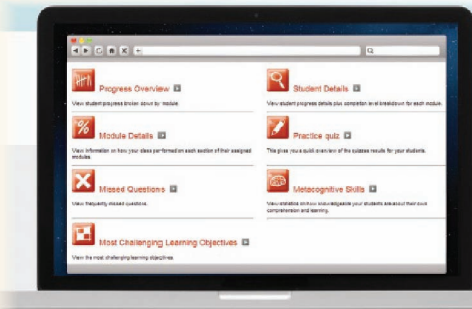 Progress Overview
View student progress broken down by module.
Student Details
View student progress details plus completion level breakdown for each module.
%
Module Details
View information on how your class performed on each section of their assigned
modules.
Practice quiz
This gives you a quick overview of the quizzes results for your students.
Missed Questions
View frequently missed questions.
Metacognitive Skills
View statistics on how knowledgeable your students are about their own
comprehension and learning.
Most Challenging Learning Objectives
View the most challenging learning objectives.